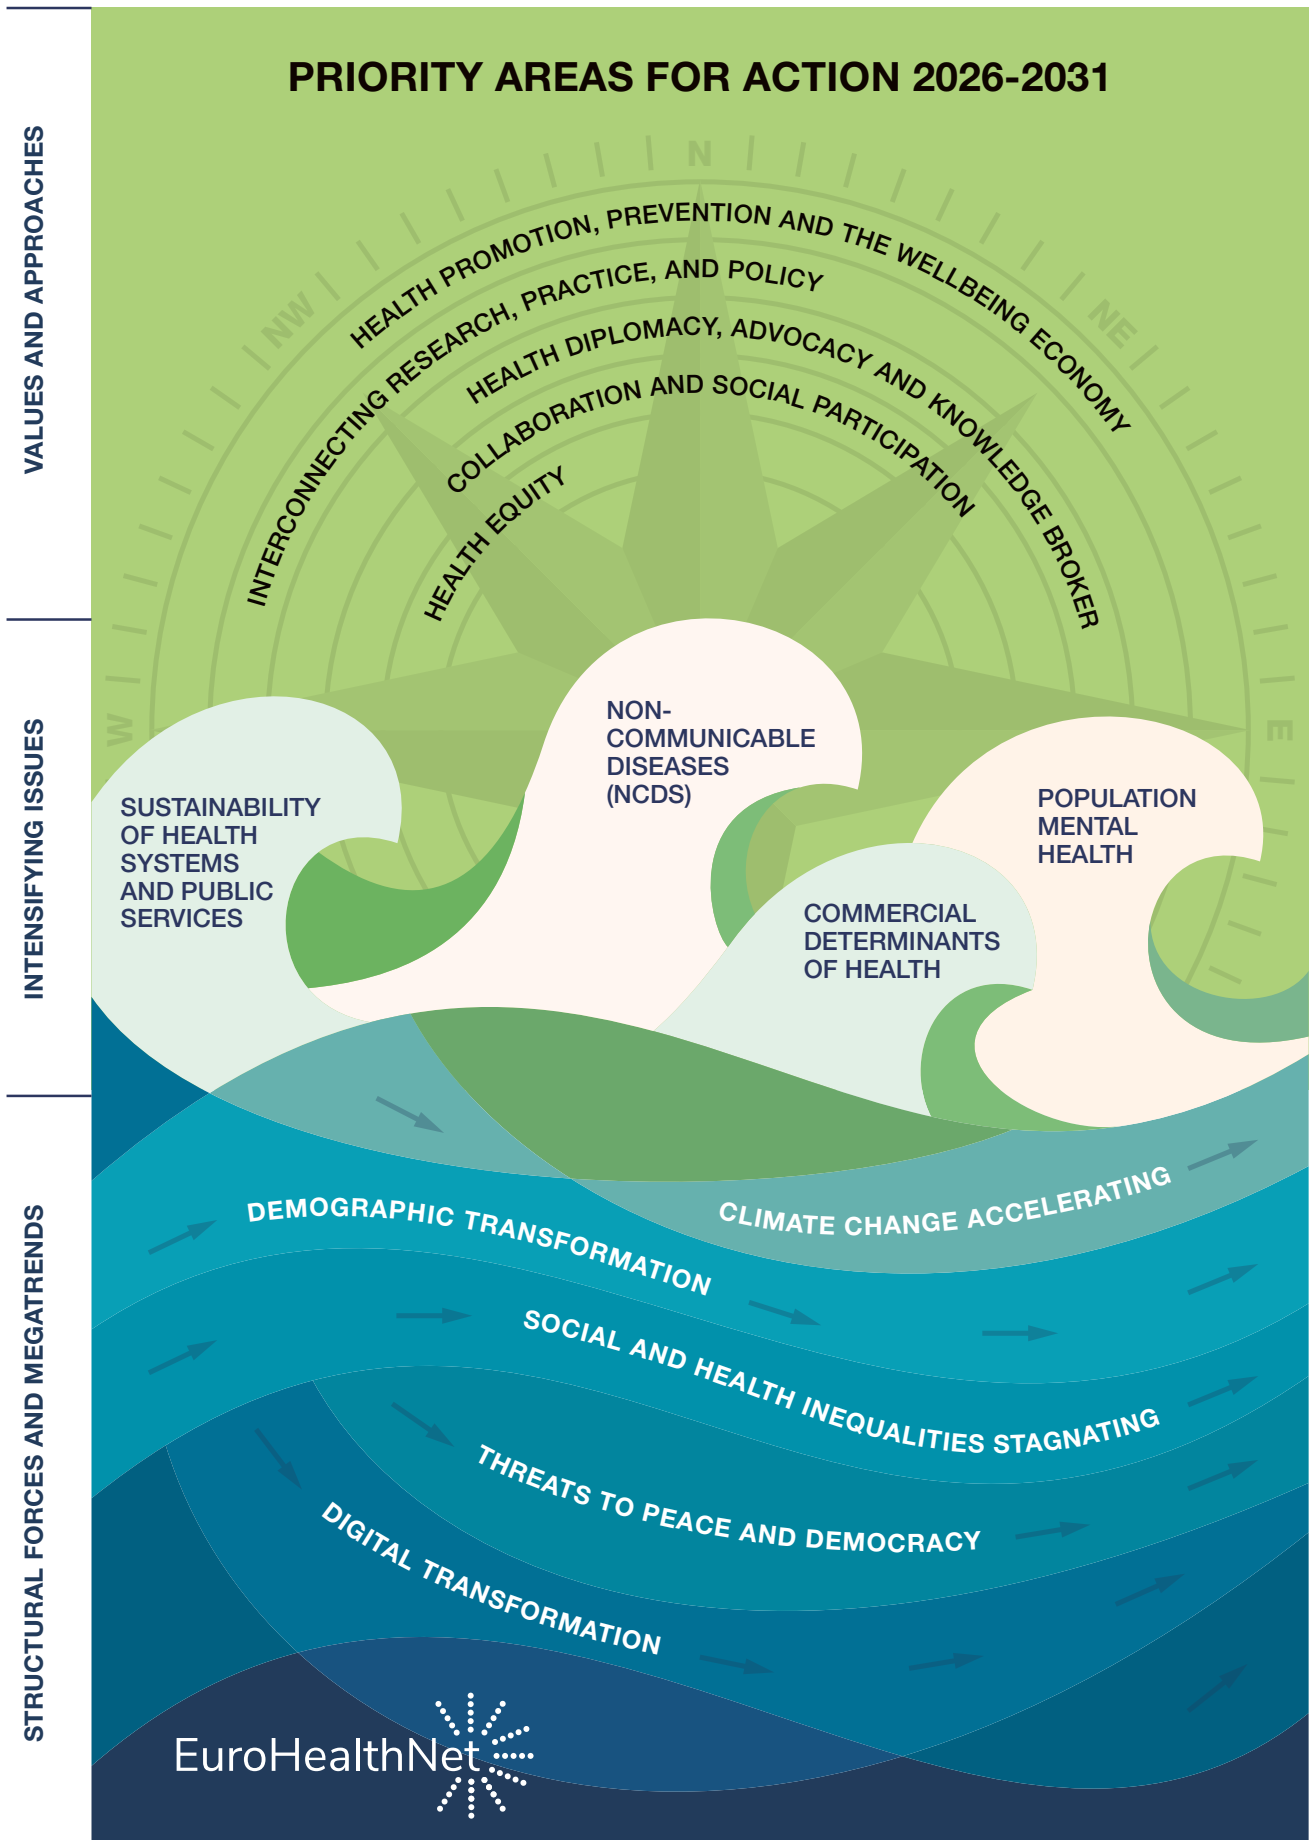 PRIORITY AREAS FOR ACTION 2026-2031
VALUES AND APPROACHES
N
NW
NE
W
E
HEALTH PROMOTION, PREVENTION AND THE WELLBEING ECONOMY
INTERCONNECTING RESEARCH, PRACTICE, AND POLICY
HEALTH DIPLOMACY, ADVOCACY AND KNOWLEDGE BROKER
COLLABORATION AND SOCIAL PARTICIPATION
HEALTH EQUITY
INTENSIFYING ISSUES
SUSTAINABILITY
OF HEALTH
SYSTEMS
AND PUBLIC
SERVICES
NON-
COMMUNICABLE
DISEASES
(NCDS)
COMMERCIAL
DETERMINANTS
OF HEALTH
POPULATION
MENTAL
HEALTH
STRUCTURAL FORCES AND MEGATRENDS
CLIMATE CHANGE ACCELERATING
DEMOGRAPHIC TRANSFORMATION
SOCIAL AND HEALTH INEQUALITIES STAGNATING
THREATS TO PEACE AND DEMOCRACY
DIGITAL TRANSFORMATION
EuroHealthNet